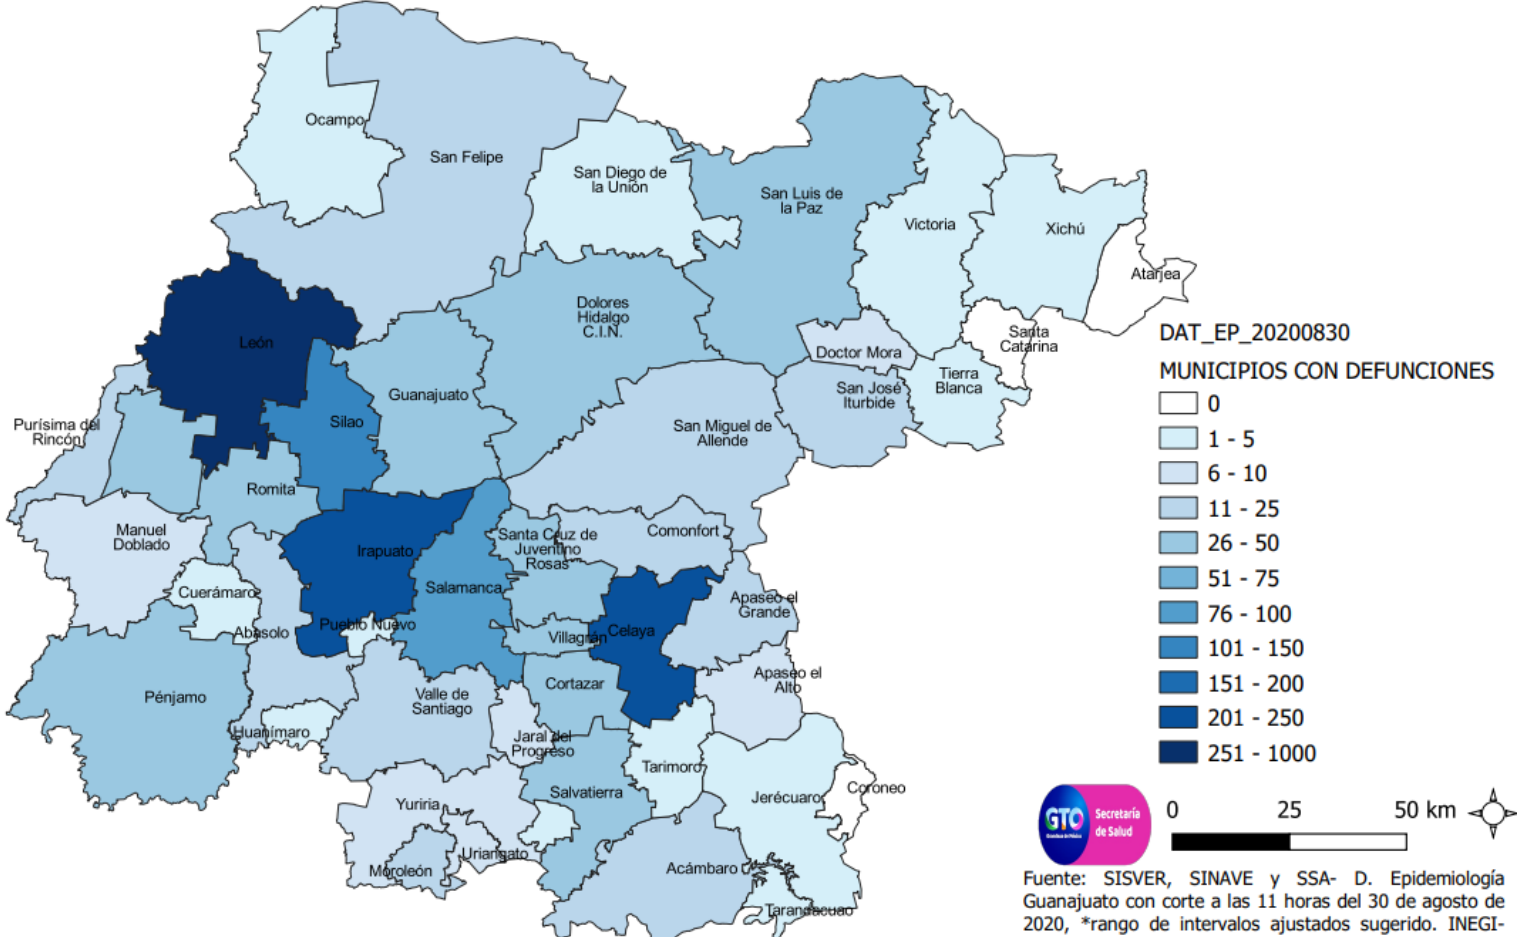 Ocampo
San Felipe
San Diego de
la Unión
San Luis de
la Paz
Victoria
Xichú
Atarjea
Dolores
Hidalgo
C.I.N.
León
Santa
Catarina
Doctor Mora
Tierra
Blanca
San José
Iturbide
Guanajuato
Silao
Purísima del
Rincón
San Miguel de
Allende
Romita
Manuel
Doblado
Irapuato
Santa Cruz de
Juventino
Rosas
Comonfort
Salamanca
Cuerámaro
Apaseo el
Grande
Abasolo
Pueblo Nuevo
Villagrán
Celaya
Pénjamo
Valle de
Santiago
Cortazar
Apaseo el
Alto
Huanímaro
Jaral del
Progreso
Tarimoro
Salvatierra
Jerécuaro
Coroneo
Yuriria
Uriangato
Moroleón
Acámbaro
Tarandacuao
DAT_EP_20200830
MUNICIPIOS CON DEFUNCIONES
0
1 - 5
6 - 10
11 - 25
26 - 50
51 - 75
76 - 100
101 - 150
151 - 200
201 - 250
251 - 1000
GTO
Secretaría
de Salud
0 25 50 km
Fuente: SISVER, SINAVE y SSA- D. Epidemiología
Guanajuato con corte a las 11 horas del 30 de agosto de
2020, *rango de intervalos ajustados sugerido. INEGI-